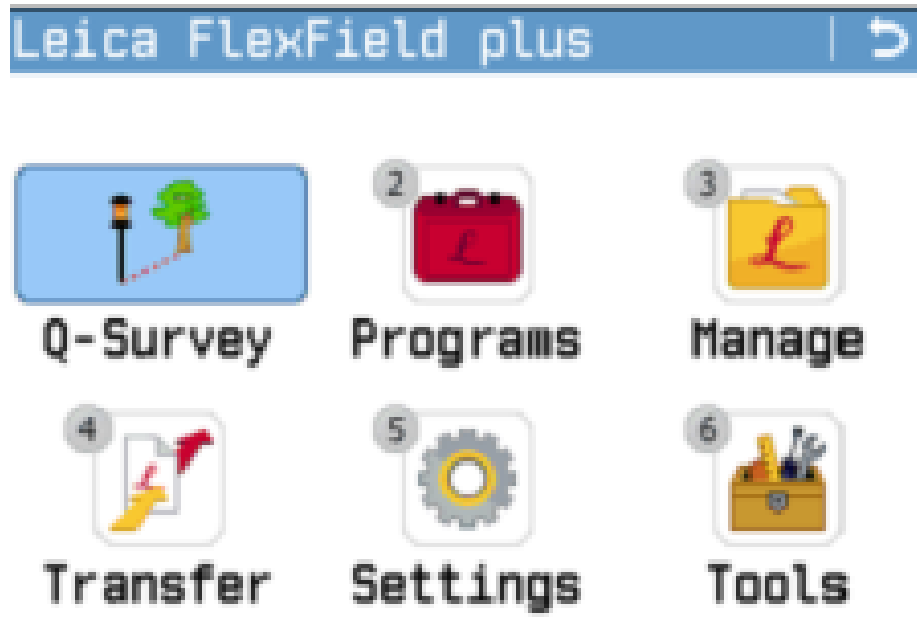 Leica FlexField plus
2 3
Q-Survey Programs Manage
4 5 6
Transfer Settings Tools